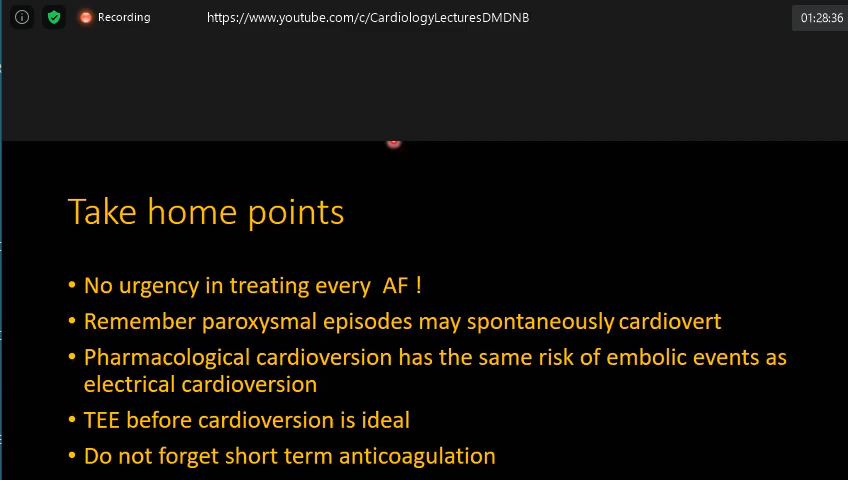 Recording
https://www.youtube.com/c/CardiologyLecturesDMDNB
01:28:36
Take home points
• No urgency in treating every AF !
• Remember paroxysmal episodes may spontaneously cardiovert
• Pharmacological cardioversion has the same risk of embolic events as
electrical cardioversion
• TEE before cardioversion is ideal
• Do not forget short term anticoagulation